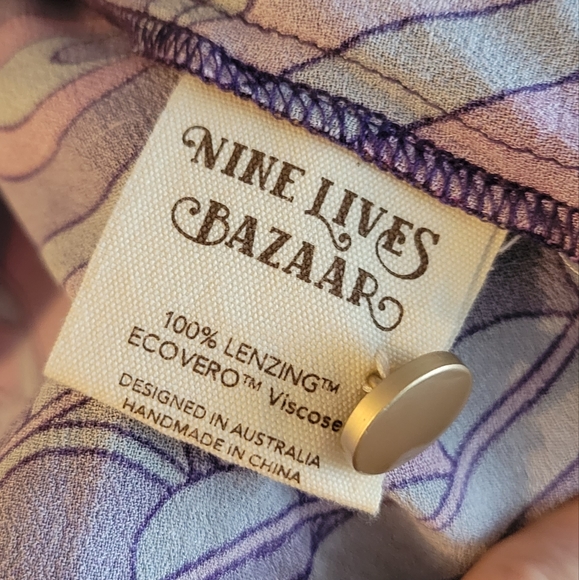 NINE LIVES
BAZAAR
100% LENZING™
ECOVERO™ Viscose
DESIGNED IN AUSTRALIA
HANDMADE IN CHINA